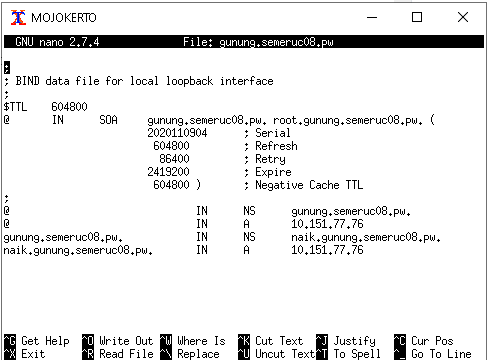 MOJOKERTO
GNU nano 2.7.4 File: gunung.semeruc08.pw
;
; BIND data file for local loopback interface
;
$TTL 604800
@ IN SOA gunung.semeruc08.pw. root.gunung.semeruc08.pw. (
2020110904 ; Serial
604800 ; Refresh
86400 ; Retry
2419200 ; Expire
604800 ) ; Negative Cache TTL
;
@ IN NS gunung.semeruc08.pw.
@ IN A 10.151.77.76
gunung.semeruc08.pw. IN NS naik.gunung.semeruc08.pw.
naik.gunung.semeruc08.pw. IN A 10.151.77.76
^G Get Help ^O Write Out ^W Where Is ^K Cut Text ^J Justify ^C Cur Pos
^X Exit ^R Read File ^\ Replace ^U Uncut Text ^T To Spell ^_ Go To Line